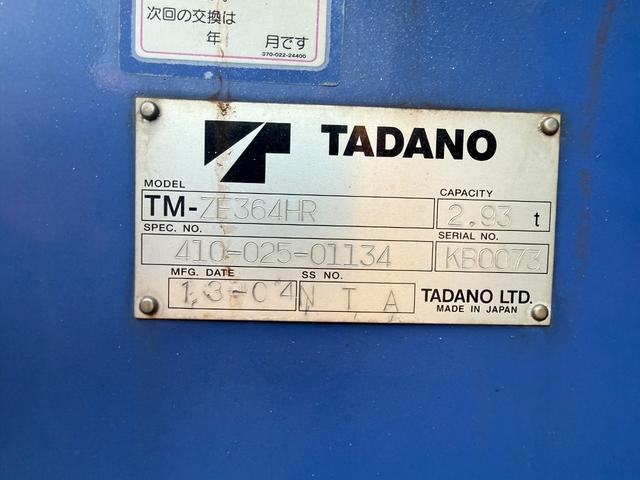 次回の交換は
年 月です
370-022-24400
TADANO
MODEL
TM-ZE364HR
CAPACITY
2.93 t
SPEC. NO.
410-025-01134
SERIAL NO.
KB0073
MFG. DATE
13-04
SS NO.
N T A
TADANO LTD.
MADE IN JAPAN